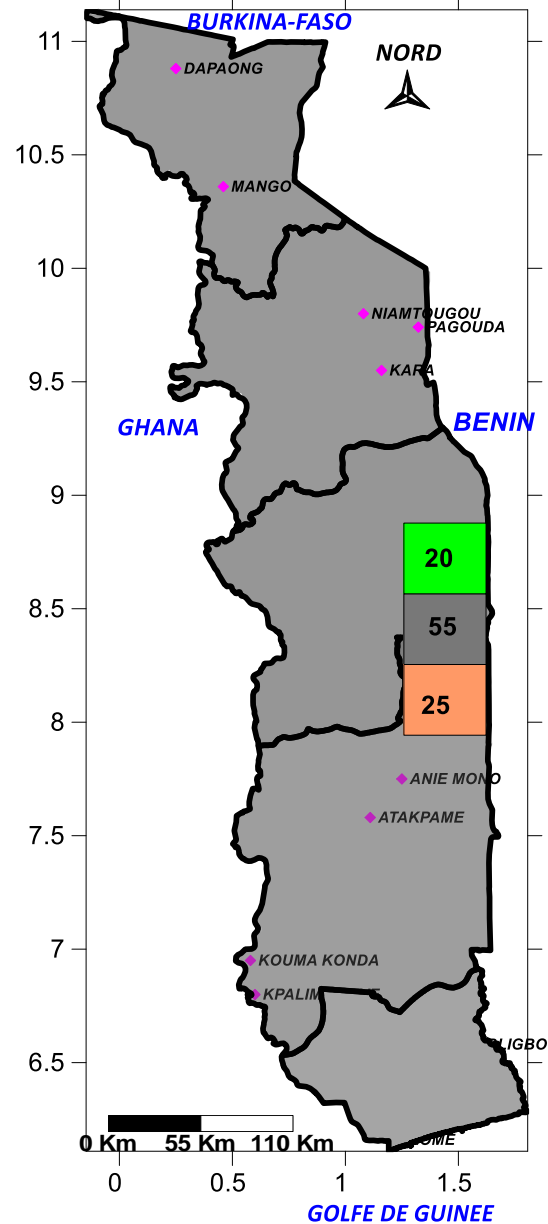 BURKINA-FASO
11
NORD
DAPAONG
10.5
MANGO
10
NIAMTOUGOU
PAGOUDA
9.5
KARA
GHANA
BENIN
9
20
8.5
55
25
8
ANIE MONO
ATAKPAME
7.5
7
KOUMA KONDA
6.5
0 Km 55 Km 110 Km
0 0.5 1 1.5
GOLFE DE GUINEE